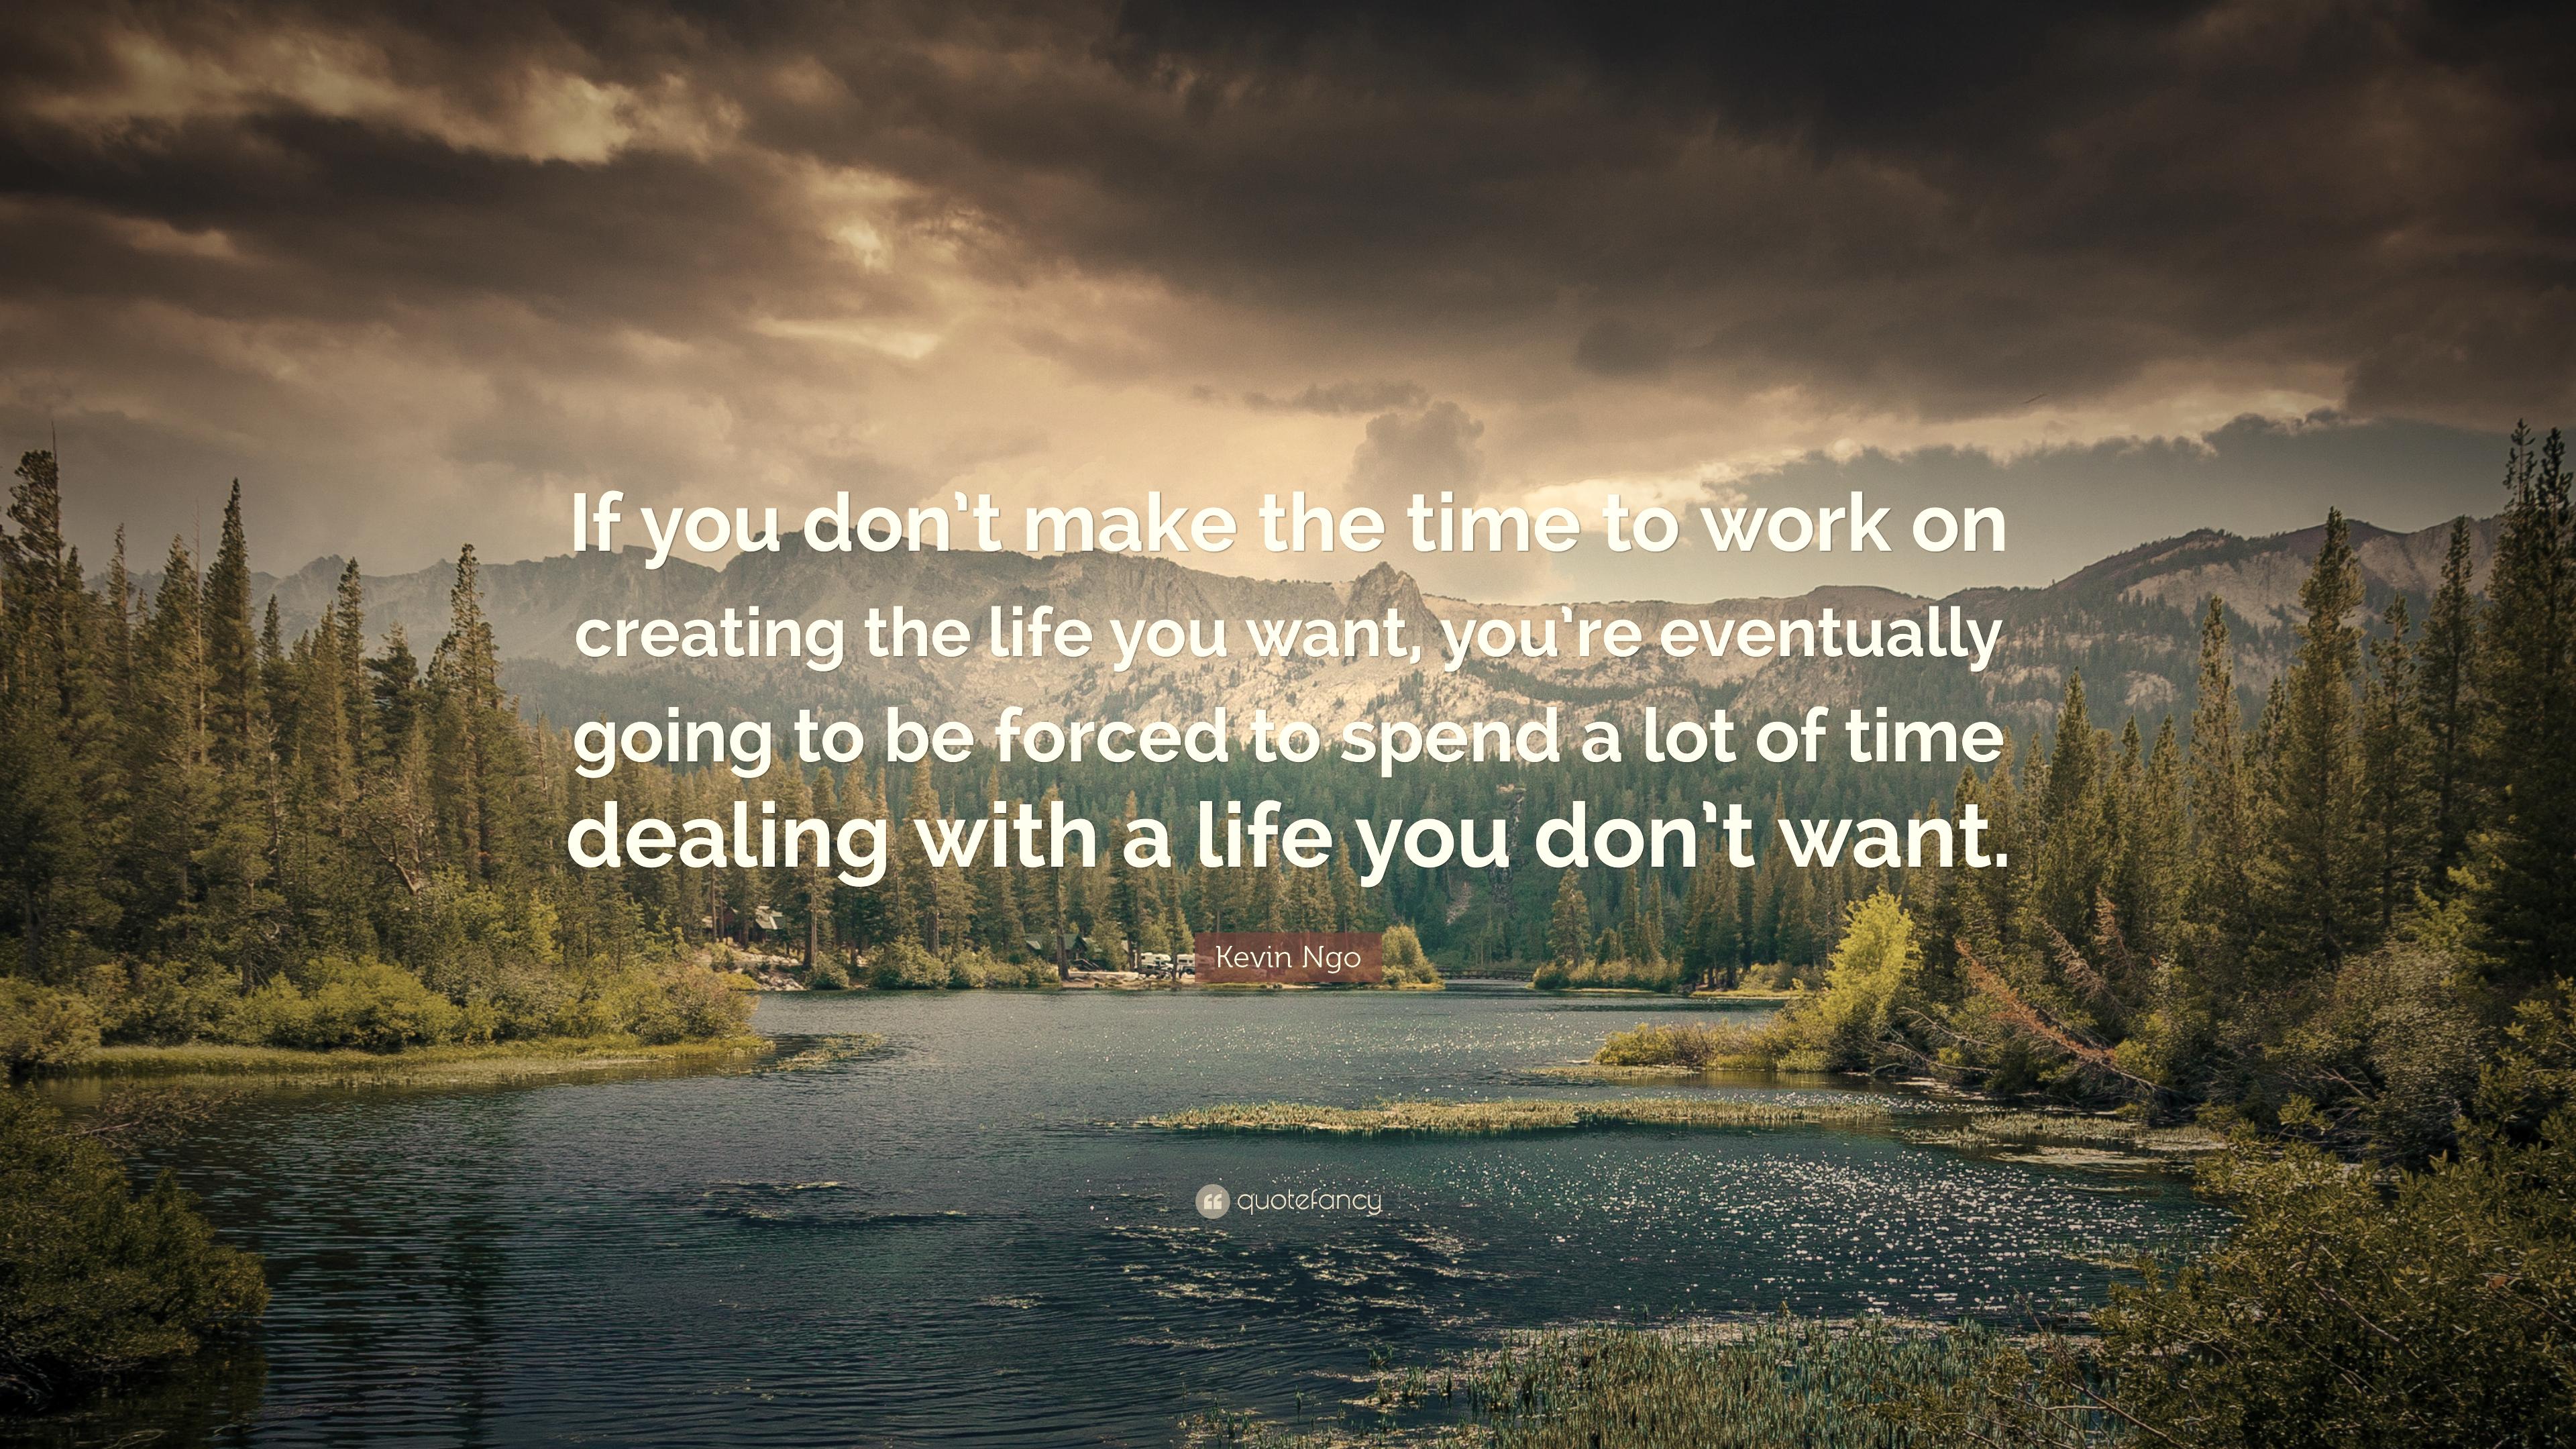 If you don’t make the time to work on
creating the life you want, you’re eventually
going to be forced to spend a lot of time
dealing with a life you don’t want.
Kevin Ngo
quotefancy